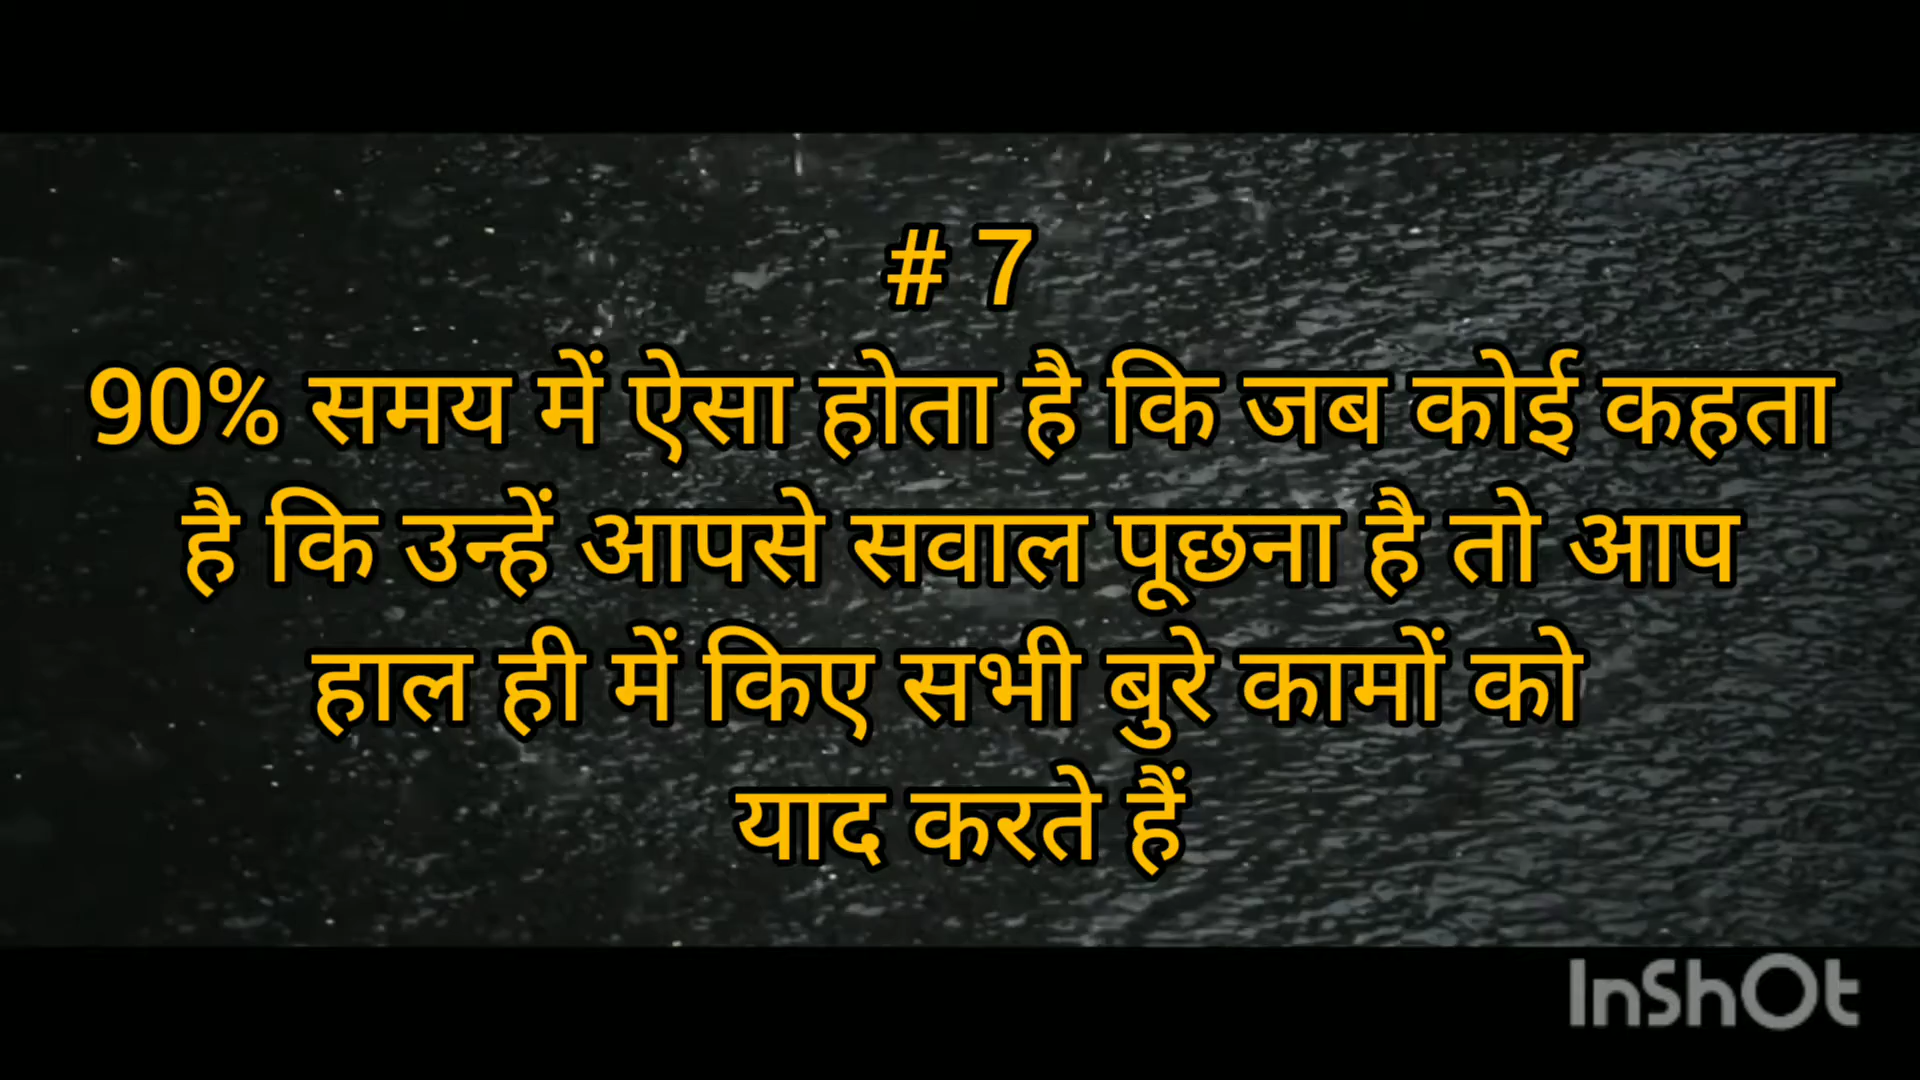 # 7
90% समय में ऐसा होता है कि जब कोई कहता
है कि उन्हें आपसे सवाल पूछना है तो आप
हाल ही में किए सभी बुरे कामों को
याद करते हैं
InShOt